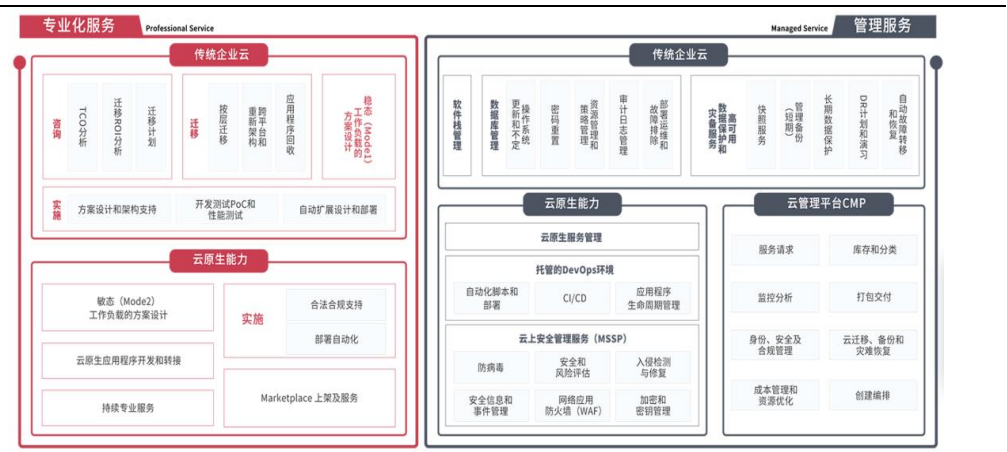 专业化服务
Professional Service
传统企业云
咨询
TCO分析
迁移ROI分析
迁移计划
迁移
按层迁移
跨平台和
重新架构
应用程序回收
稳态（Mode1）
工作负载的
方案设计
实施
方案设计和架构支持
开发测试PoC和
性能测试
自动扩展设计和部署
云原生能力
敏态（Mode2）
工作负载的方案设计
云原生应用程序开发和转接
持续专业服务
实施
合法合规支持
部署自动化
Marketplace 上架及服务
Managed Service
管理服务
传统企业云
软件栈管理
数据库管理
操作系统
更新和不定
密码重置
资源管理和
策略管理
审计日志管理
部署运维和
故障排除
高可用
数据保护和
灾备服务
快照服务
管理备份
（短期）
长期数据保护
DR计划和演习
自动故障转移
和恢复
云原生能力
云原生服务管理
托管的DevOps环境
自动化脚本和
部署
CI/CD
应用程序
生命周期管理
云上安全管理服务（MSSP）
防病毒
安全和
风险评估
入侵检测
与修复
安全信息和
事件管理
网络应用
防火墙（WAF）
加密和
密钥管理
云管理平台CMP
服务请求
库存和分类
监控分析
打包交付
身份、安全及
合规管理
云迁移、备份和
灾难恢复
成本管理和
资源优化
创建编排